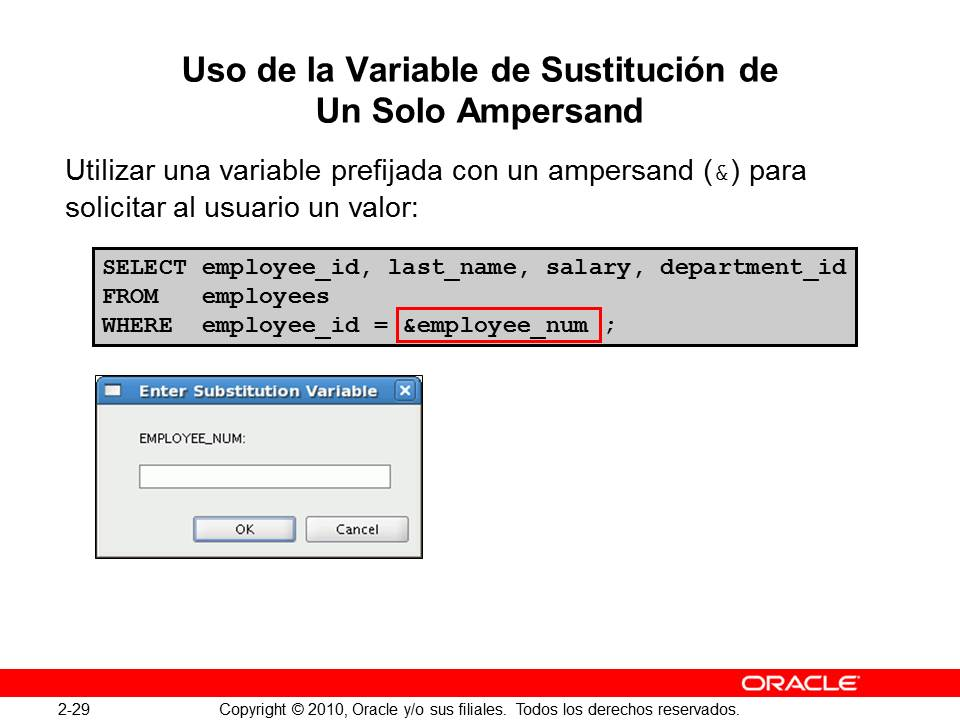 Uso de la Variable de Sustitución de
Un Solo Ampersand
Utilizar una variable prefijada con un ampersand (&) para
solicitar al usuario un valor:
SELECT employee_id, last_name, salary, department_id
FROM   employees
WHERE  employee_id = &employee_num ;
Enter Substitution Variable
EMPLOYEE_NUM:
OK Cancel
ORACLE
2-29 Copyright © 2010, Oracle y/o sus filiales. Todos los derechos reservados.